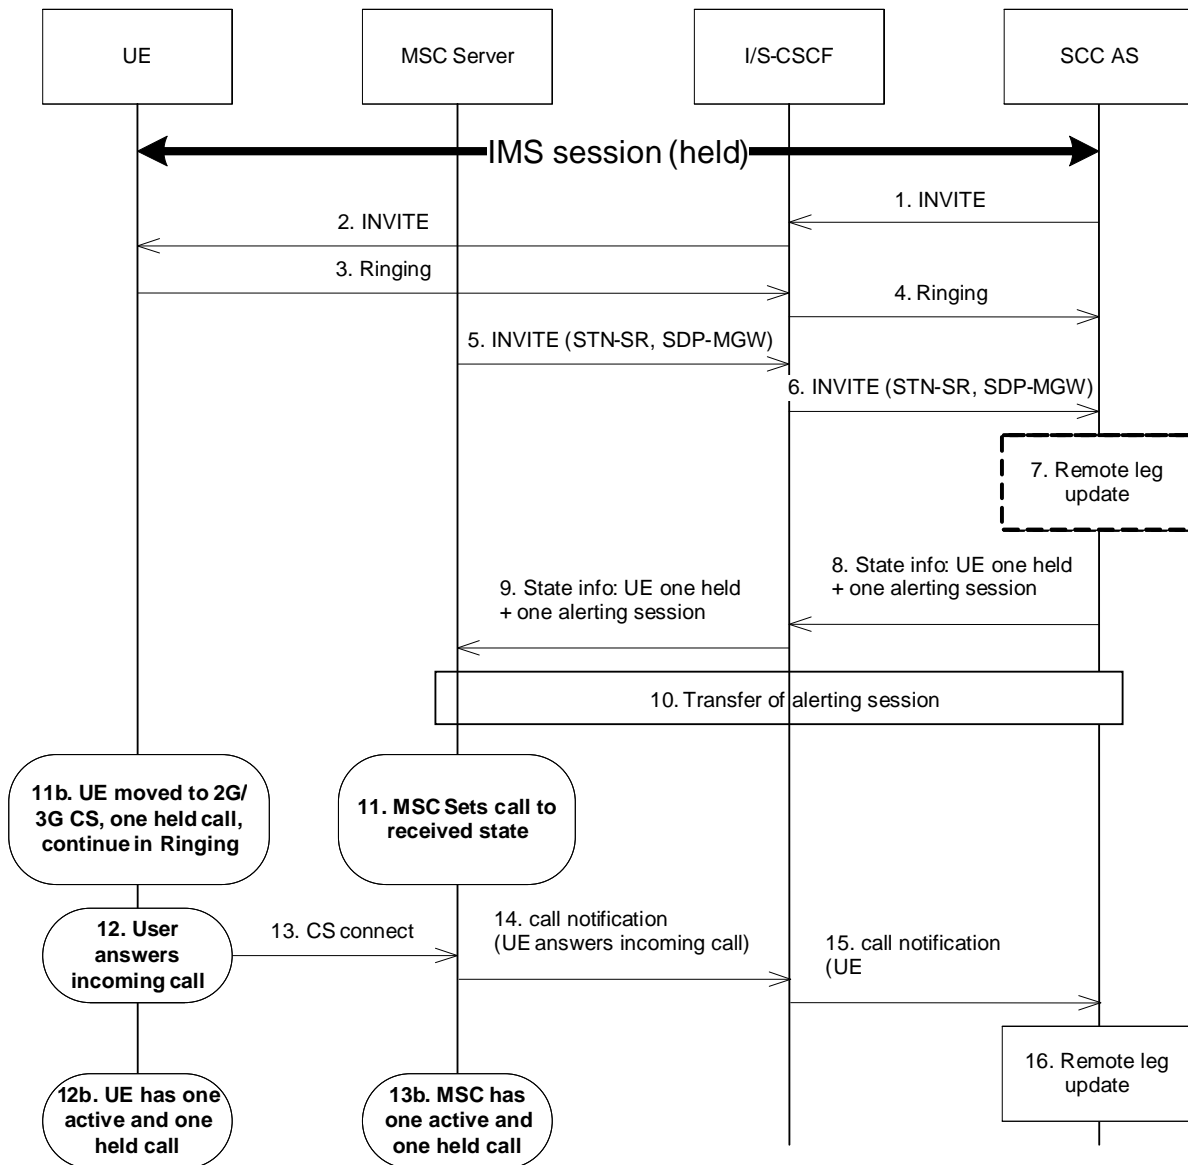 UE
MSC Server
I/S-CSCF
SCC AS
IMS session (held)
1. INVITE
2. INVITE
3. Ringing
4. Ringing
5. INVITE (STN-SR, SDP-MGW)
6. INVITE (STN-SR, SDP-MGW)
7. Remote leg
update
8. State info: UE one held
+ one alerting session
9. State info: UE one held
+ one alerting session
10. Transfer of alerting session
11b. UE moved to 2G/
3G CS, one held call,
continue in Ringing
11. MSC Sets call to
received state
12. User
answers
incoming call
13. CS connect
14. call notification
(UE answers incoming call)
15. call notification
(UE
16. Remote leg
update
12b. UE has one
active and one
held call
13b. MSC has
one active and
one held call